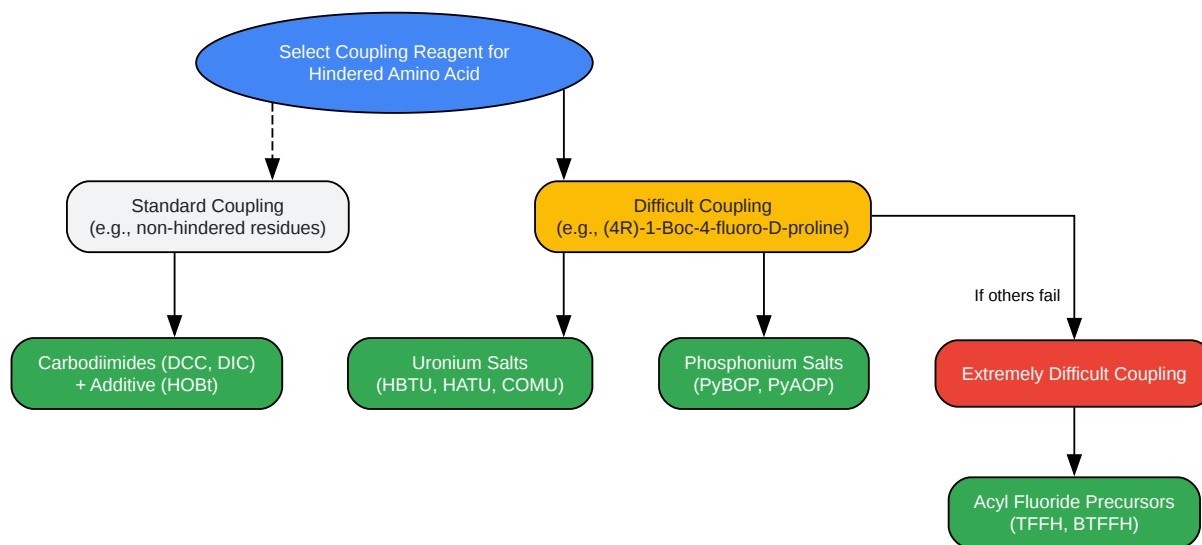 Select Coupling Reagent for
Hindered Amino Acid
Standard Coupling
(e.g., non-hindered residues)
Difficult Coupling
(e.g., (4R)-1-Boc-4-fluoro-D-proline)
If others fail
Carbodiimides (DCC, DIC)
+ Additive (HOBt)
Uronium Salts
(HBTU, HATU, COMU)
Phosphonium Salts
(PyBOP, PyAOP)
Extremely Difficult Coupling
Acyl Fluoride Precursors
(TFFH, BTFFH)